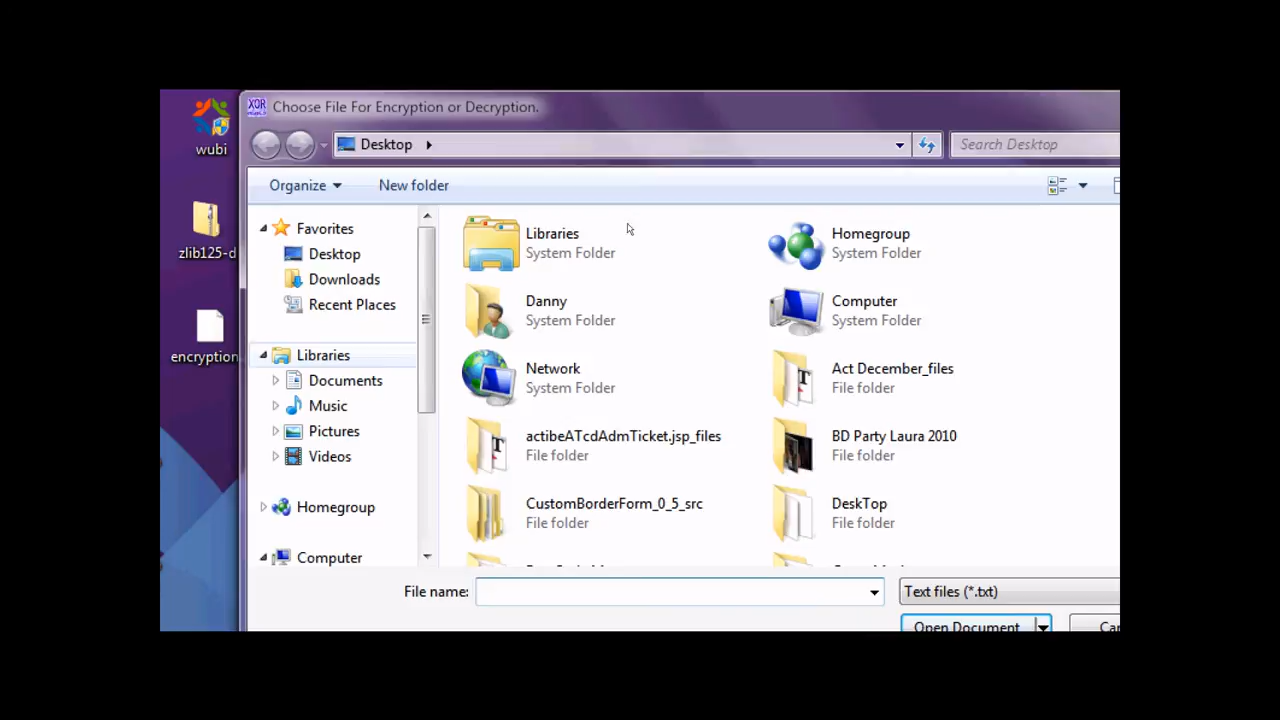 XOR
Choose File For Encryption or Decryption.
wubi
Desktop
Search Desktop
Organize
New folder
zlib125-d
encryption
Favorites
Desktop
Downloads
Recent Places
Libraries
Documents
Music
Pictures
Videos
Homegroup
Computer
Libraries
System Folder
Homegroup
System Folder
Danny
System Folder
Computer
System Folder
Network
System Folder
Act December_files
File folder
actibeATcdAdmTicket.jsp_files
File folder
BD Party Laura 2010
File folder
CustomBorderForm_0_5_src
File folder
DeskTop
File folder
File name:
Text files (*.txt)
Open Document
Can